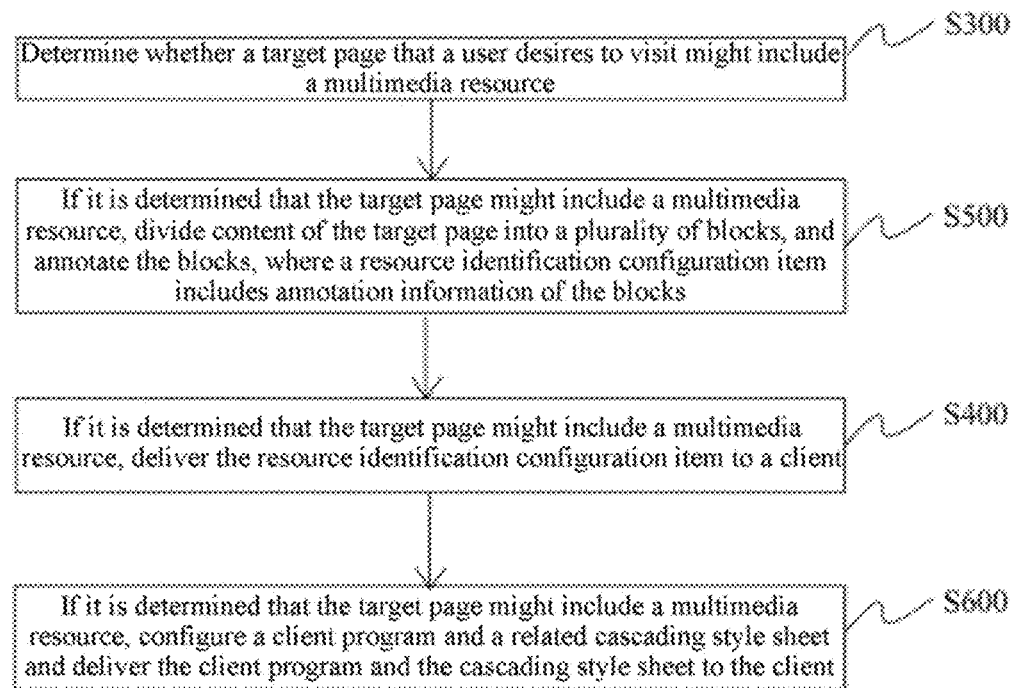 S300
Determine whether a target page that a user desires to visit might include
a multimedia resource
S500
If it is determined that the target page might include a multimedia
resource, divide content of the target page into a plurality of blocks, and
annotate the blocks, where a resource identification configuration item
includes annotation information of the blocks
S400
If it is determined that the target page might include a multimedia
resource, deliver the resource identification configuration item to a client
S600
If it is determined that the target page might include a multimedia
resource, configure a client program and a related cascading style sheet
and deliver the client program and the cascading style sheet to the client